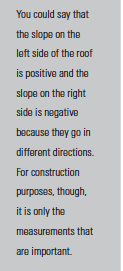 You could say that
the slope on the
left side of the roof
is positive and the
slope on the right
side is negative
because they go in
different directions.
For construction
purposes, though,
it is only the
measurements that
are important.